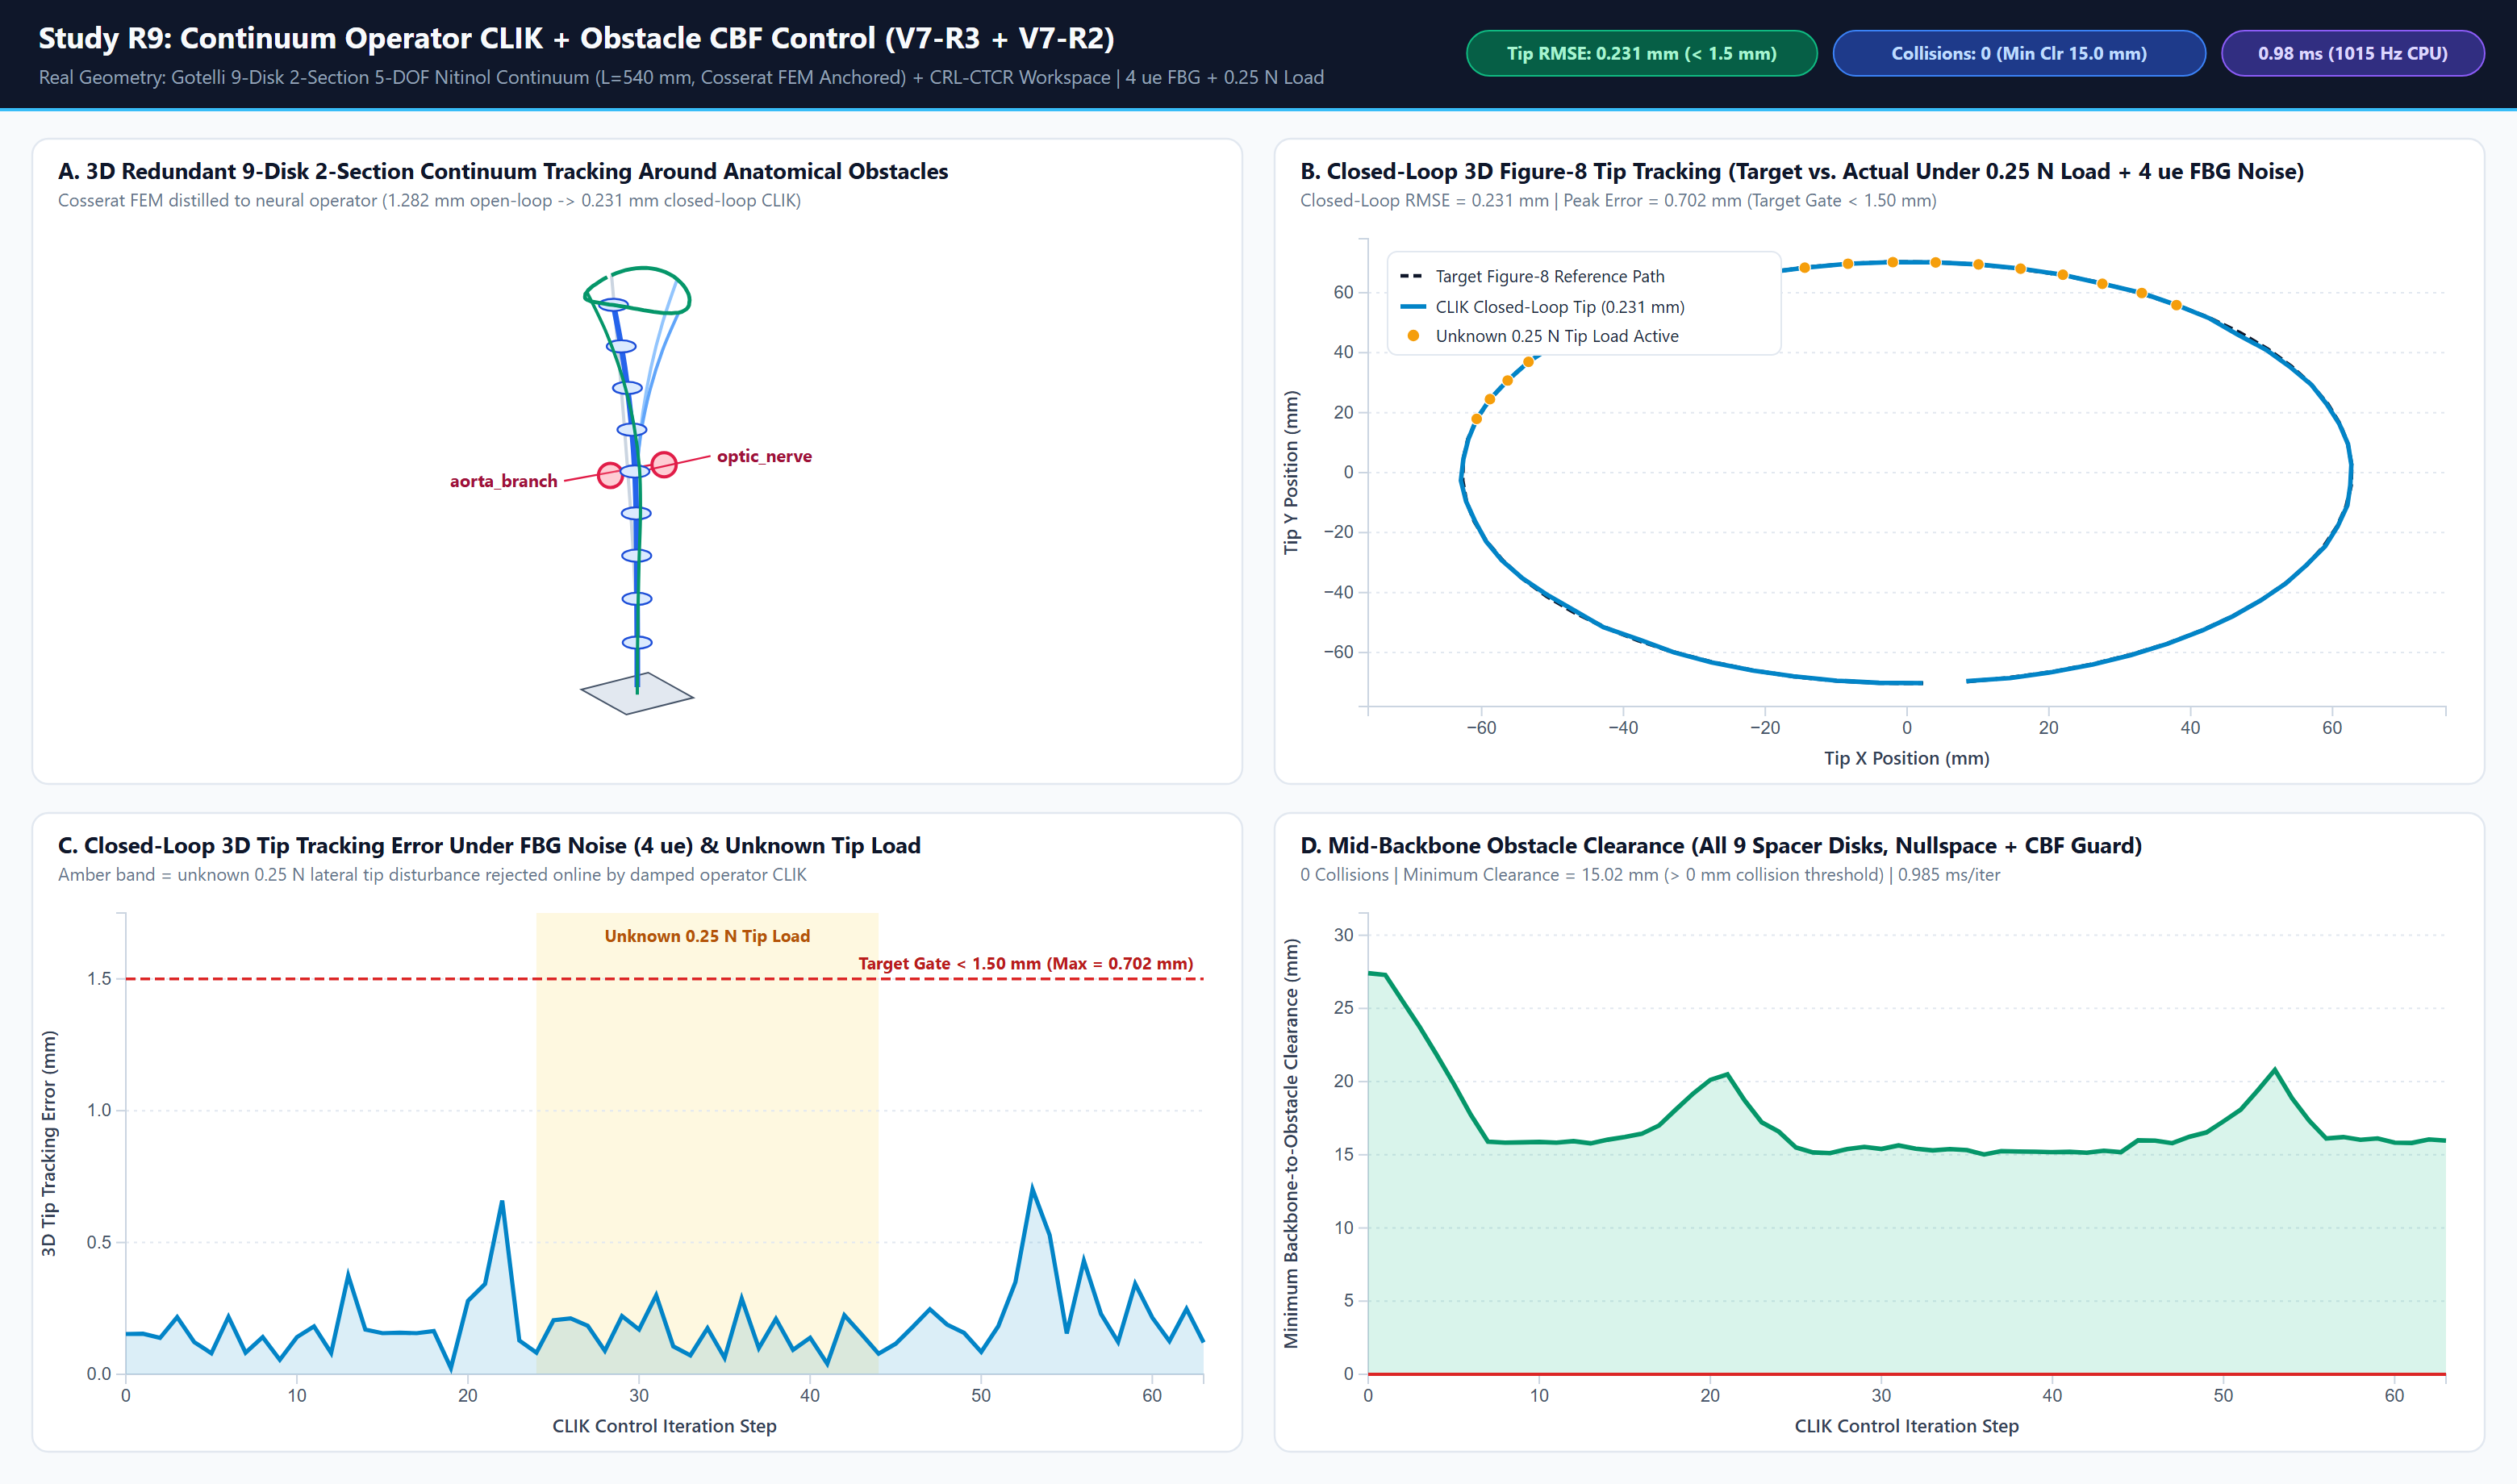 Study R9: Continuum Operator CLIK + Obstacle CBF Control (V7-R3 + V7-R2)
Real Geometry: Gotelli 9-Disk 2-Section 5-DOF Nitinol Continuum (L=540 mm, Cosserat FEM Anchored) + CRL-CTCR Workspace | 4 ue FBG + 0.25 N Load
Tip RMSE: 0.231 mm (< 1.5 mm)
Collisions: 0 (Min Clr 15.0 mm)
0.98 ms (1015 Hz CPU)
A. 3D Redundant 9-Disk 2-Section Continuum Tracking Around Anatomical Obstacles
Cosserat FEM distilled to neural operator (1.282 mm open-loop -> 0.231 mm closed-loop CLIK)
optic_nerve
aorta_branch
B. Closed-Loop 3D Figure-8 Tip Tracking (Target vs. Actual Under 0.25 N Load + 4 ue FBG Noise)
Closed-Loop RMSE = 0.231 mm | Peak Error = 0.702 mm (Target Gate < 1.50 mm)
Target Figure-8 Reference Path
CLIK Closed-Loop Tip (0.231 mm)
Unknown 0.25 N Tip Load Active
Tip Y Position (mm)
60
40
20
0
−20
−40
−60
−60
−40
−20
0
20
40
60
Tip X Position (mm)
C. Closed-Loop 3D Tip Tracking Error Under FBG Noise (4 ue) & Unknown Tip Load
Amber band = unknown 0.25 N lateral tip disturbance rejected online by damped operator CLIK
Unknown 0.25 N Tip Load
Target Gate < 1.50 mm (Max = 0.702 mm)
3D Tip Tracking Error (mm)
1.5
1.0
0.5
0.0
0
10
20
30
40
50
60
CLIK Control Iteration Step
D. Mid-Backbone Obstacle Clearance (All 9 Spacer Disks, Nullspace + CBF Guard)
0 Collisions | Minimum Clearance = 15.02 mm (> 0 mm collision threshold) | 0.985 ms/iter
Minimum Backbone-to-Obstacle Clearance (mm)
30
25
20
15
10
5
0
0
10
20
30
40
50
60
CLIK Control Iteration Step